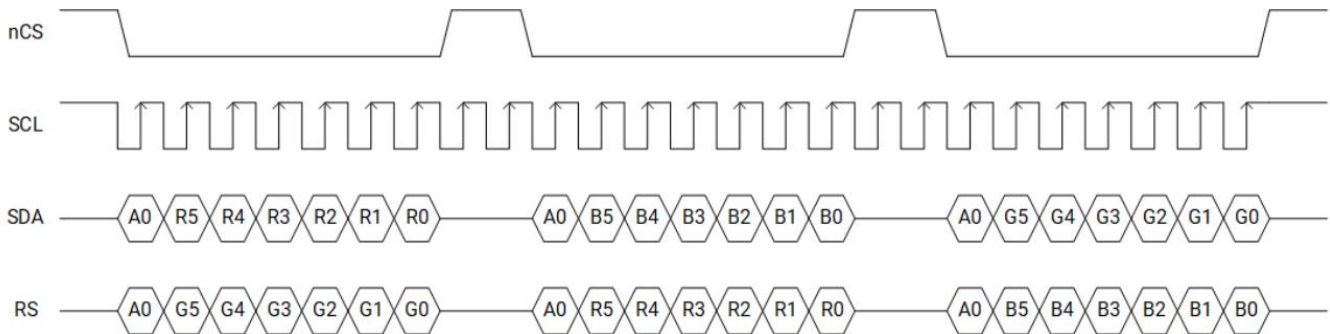 nCS
SCL
SDA A0 R5 R4 R3 R2 R1 R0 A0 B5 B4 B3 B2 B1 B0 A0 G5 G4 G3 G2 G1 G0
RS A0 G5 G4 G3 G2 G1 G0 A0 R5 R4 R3 R2 R1 R0 A0 B5 B4 B3 B2 B1 B0